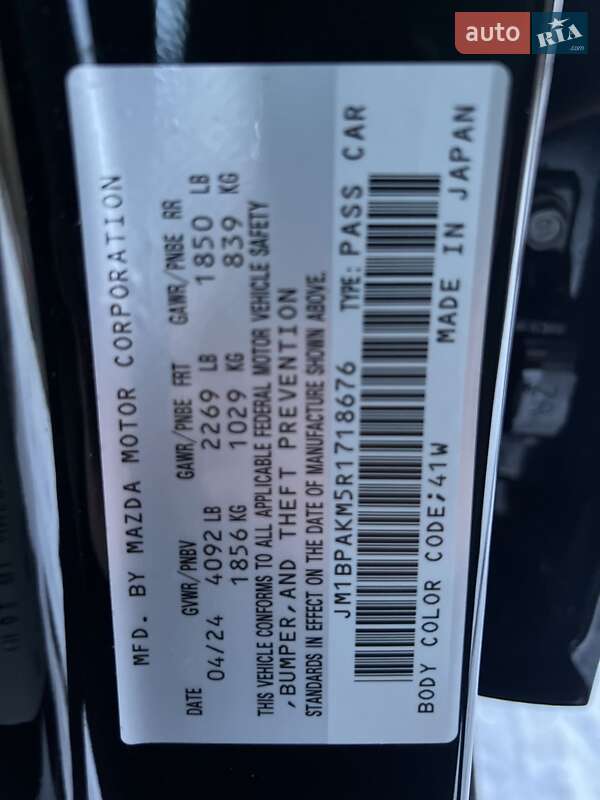 auto RIA.com
MFD. BY MAZDA MOTOR CORPORATION
DATE GVWR/PNBV GAWR/PNBE FRT GAWR/PNBE RR
04/24 4092 LB 2269 LB 1850 LB
1856 KG 1029 KG 839 KG
THIS VEHICLE CONFORMS TO ALL APPLICABLE FEDERAL MOTOR VEHICLE SAFETY
,BUMPER,AND THEFT PREVENTION
STANDARDS IN EFFECT ON THE DATE OF MANUFACTURE SHOWN ABOVE.
JM1BPAKM5R1718676 TYPE: PASS CAR
BODY COLOR CODE;41W MADE IN JAPAN